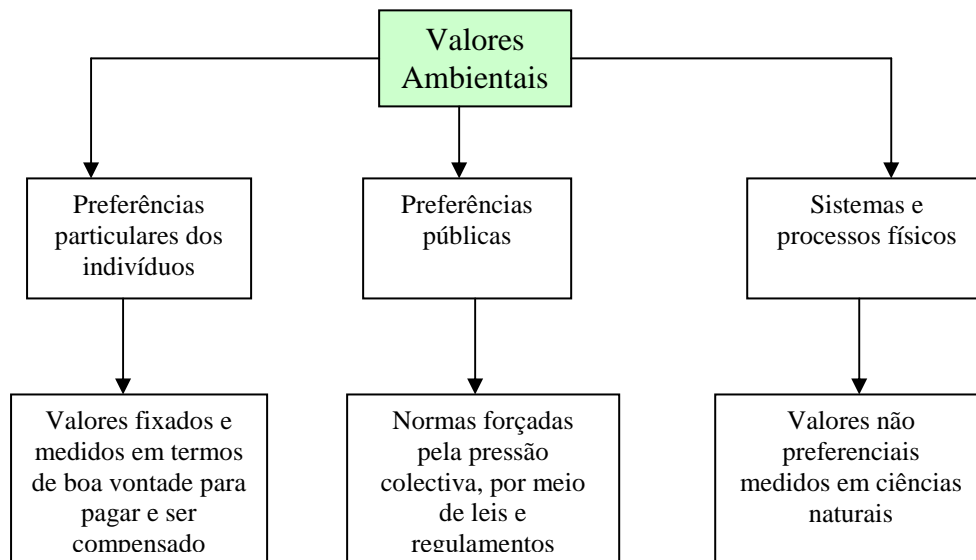 Valores
Ambientais
Preferências
particulares dos
indivíduos
Preferências
públicas
Sistemas e
processos físicos
Valores fixados e
medidos em termos
de boa vontade para
pagar e ser
compensado
Normas forçadas
pela pressão
colectiva, por meio
de leis e
regulamentos
Valores não
preferenciais
medidos em ciências
naturais